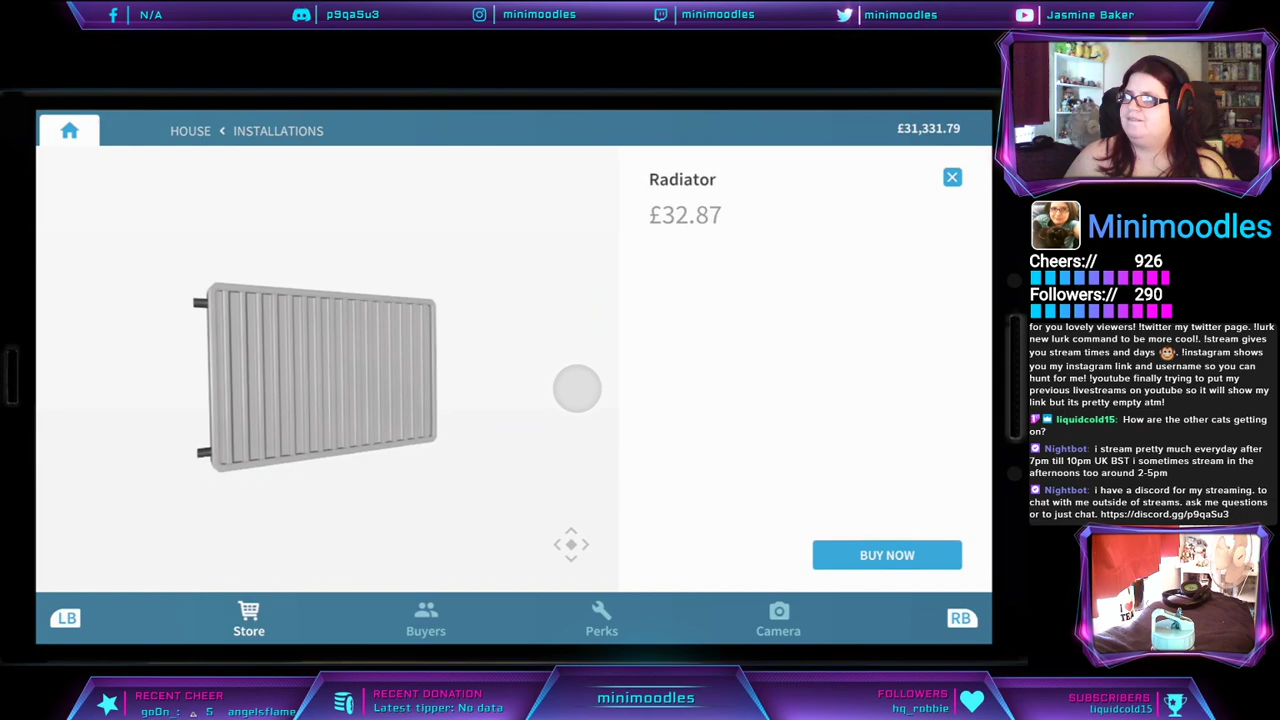 N/A
p9qaSu3
minimoodles
minimoodles
minimoodles
Jasmine Baker
HOUSE < INSTALLATIONS
£31,331.79
Radiator
£32.87
BUY NOW
LB
Store
Buyers
Perks
Camera
RB
Minimoodles
Cheers:// 926
Followers:// 290
for you lovely viewers! !twitter my twitter page. !lurk
new lurk command to be more cool!. !stream gives
you stream times and days . !instagram shows
you my instagram link and username so you can
hunt for me! !youtube finally trying to put my
previous livestreams on youtube so it will show my
link but its pretty empty atm!
liquidcold15: How are the other cats getting
on?
Nightbot: i stream pretty much everyday after
7pm till 10pm UK BST i sometimes stream in the
afternoons too around 2-5pm
Nightbot: i have a discord for my streaming. to
chat with me outside of streams. ask me questions
or to just chat. https://discord.gg/p9qaSu3
I
TEA
RECENT CHEER
go0n_: 5 angelsflame
RECENT DONATION
Latest tipper: No data
minimoodles
FOLLOWERS
hq_robbie
SUBSCRIBERS
liquidcold15